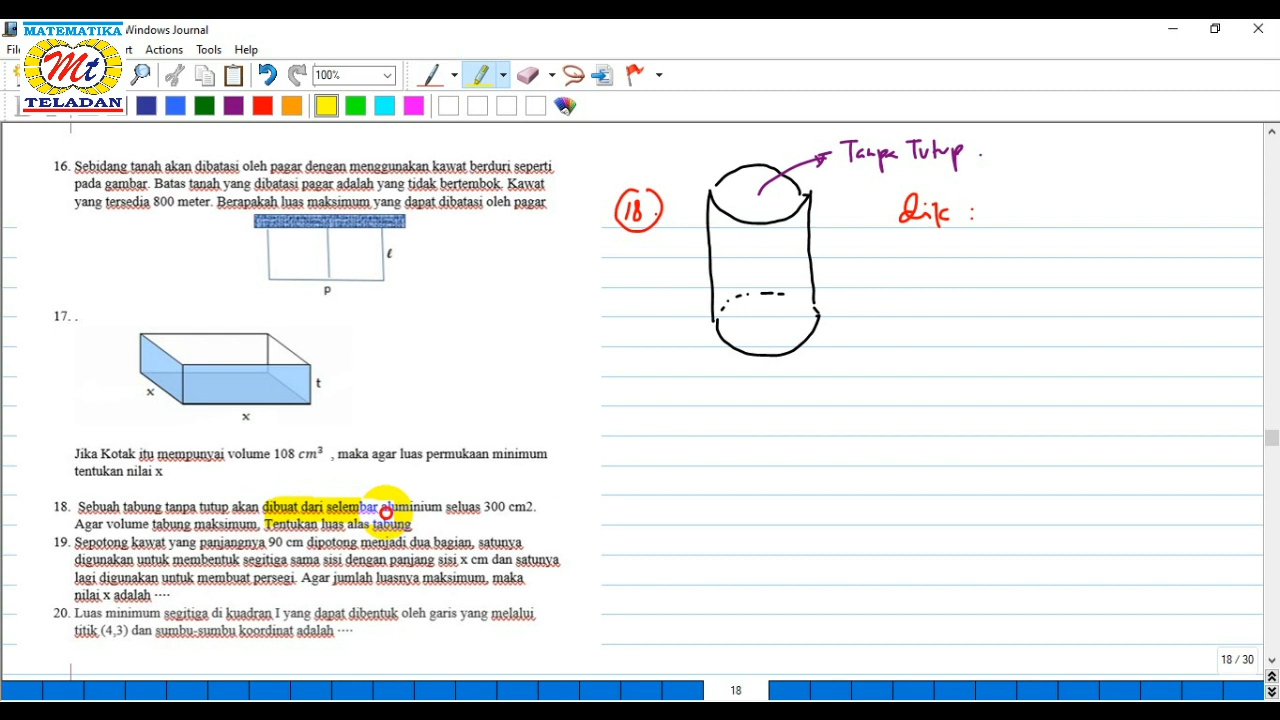 MATEMATIKA
Mt
TELADAN
Windows Journal
Actions Tools Help
100%
16. Sebidang tanah akan dibatasi oleh pagar dengan menggunakan kawat berduri seperti
pada gambar. Batas tanah yang dibatasi pagar adalah yang tidak bertembok. Kawat
yang tersedia 800 meter. Berapakah luas maksimum yang dapat dibatasi oleh pagar
ℓ
p
17. .
t
x
x
Jika Kotak itu mempunyai volume 108 cm³ , maka agar luas permukaan minimum
tentukan nilai x
18. Sebuah tabung tanpa tutup akan dibuat dari selembar aluminium seluas 300 cm2.
Agar volume tabung maksimum, Tentukan luas alas tabung
19. Sepotong kawat yang panjangnya 90 cm dipotong menjadi dua bagian, satunya
digunakan untuk membentuk segitiga sama sisi dengan panjang sisi x cm dan satunya
lagi digunakan untuk membuat persegi. Agar jumlah luasnya maksimum, maka
nilai x adalah ....
20. Luas minimum segitiga di kuadran I yang dapat dibentuk oleh garis yang melalui
titik (4,3) dan sumbu-sumbu koordinat adalah ....
18.
Tanpa Tutup .
dik :
18 / 30
18